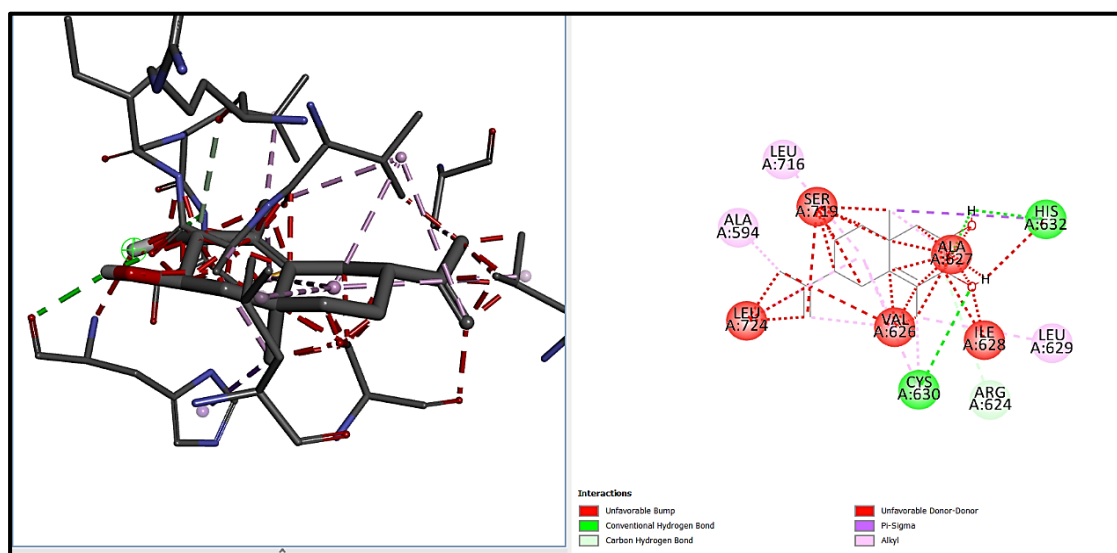 LEU
A:716
SER
A:719
ALA
A:594
H
O
HIS
A:632
ALA
A:627
H
O
LEU
A:724
VAL
A:626
ILE
A:628
LEU
A:629
CYS
A:630
ARG
A:624
Interactions
Unfavorable Bump
Conventional Hydrogen Bond
Carbon Hydrogen Bond
Unfavorable Donor-Donor
Pi-Sigma
Alkyl